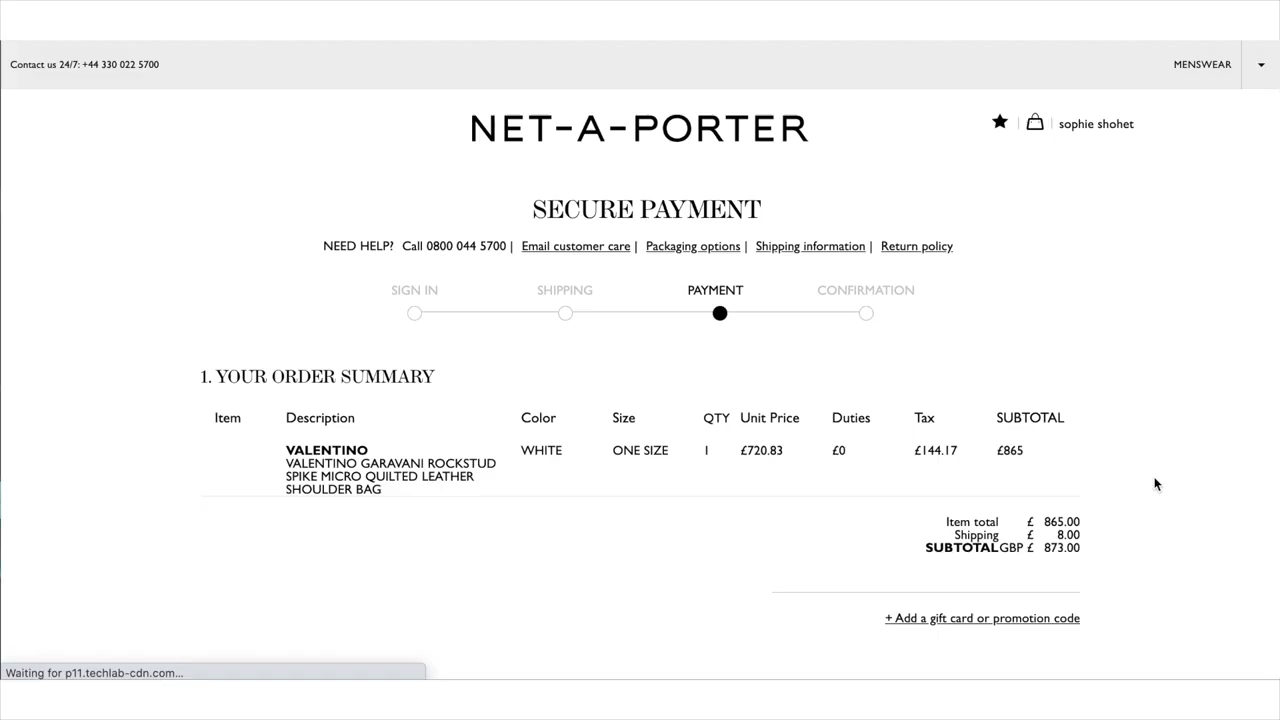 Contact us 24/7: +44 330 022 5700
MENSWEAR
NET-A-PORTER
sophie shohet
SECURE PAYMENT
NEED HELP? Call 0800 044 5700 | Email customer care | Packaging options | Shipping information | Return policy
SIGN IN SHIPPING PAYMENT CONFIRMATION
1. YOUR ORDER SUMMARY
Item Description Color Size QTY Unit Price Duties Tax SUBTOTAL
VALENTINO WHITE ONE SIZE 1 £720.83 £0 £144.17 £865
VALENTINO GARAVANI ROCKSTUD
SPIKE MICRO QUILTED LEATHER
SHOULDER BAG
Item total £ 865.00
Shipping £ 8.00
SUBTOTAL GBP £ 873.00
+ Add a gift card or promotion code
Waiting for p11.techlab-cdn.com...